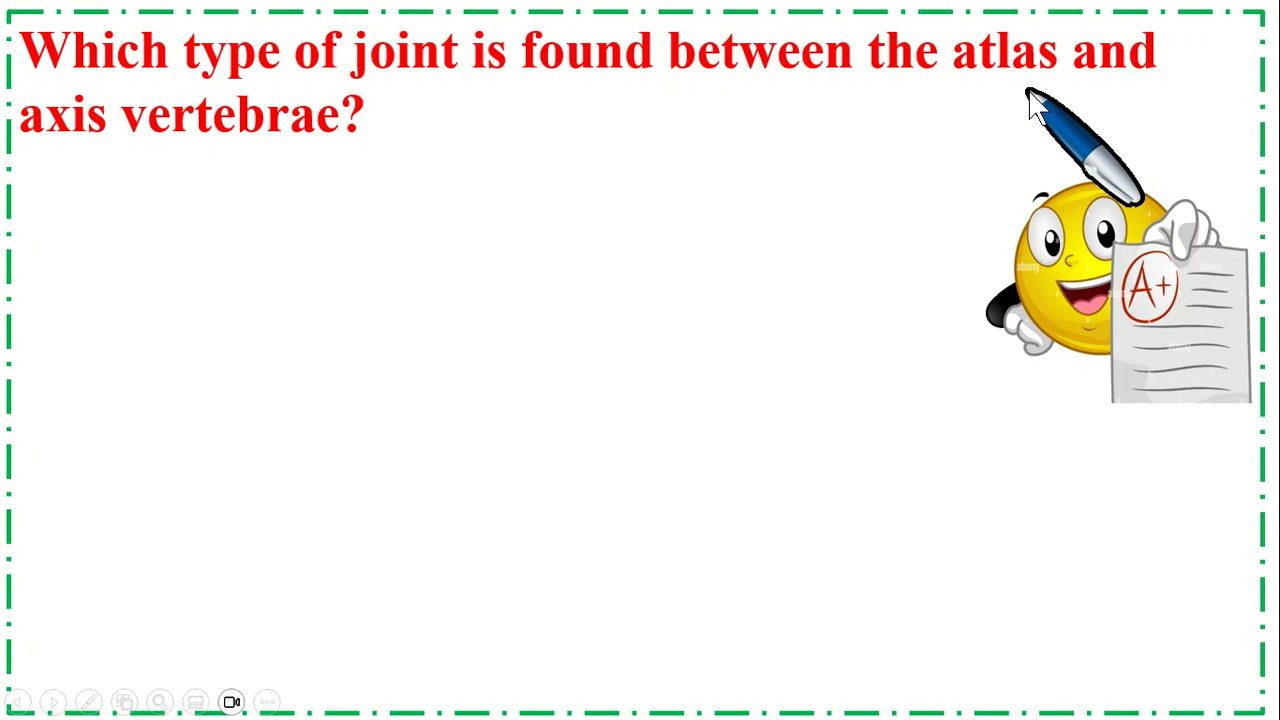 Which type of joint is found between the atlas and
axis vertebrae?
A+